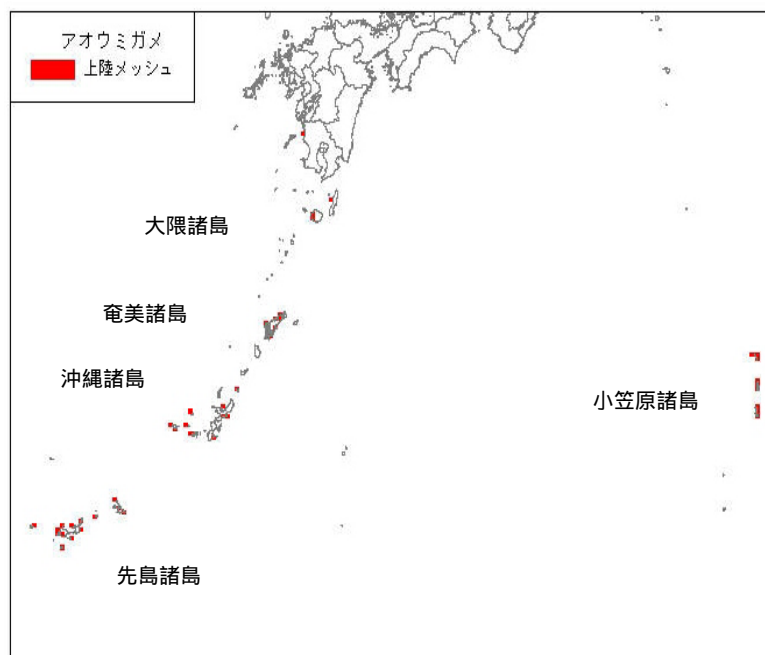 アオウミガメ
上陸メッシュ
大隈諸島
奄美諸島
沖縄諸島
小笠原諸島
先島諸島